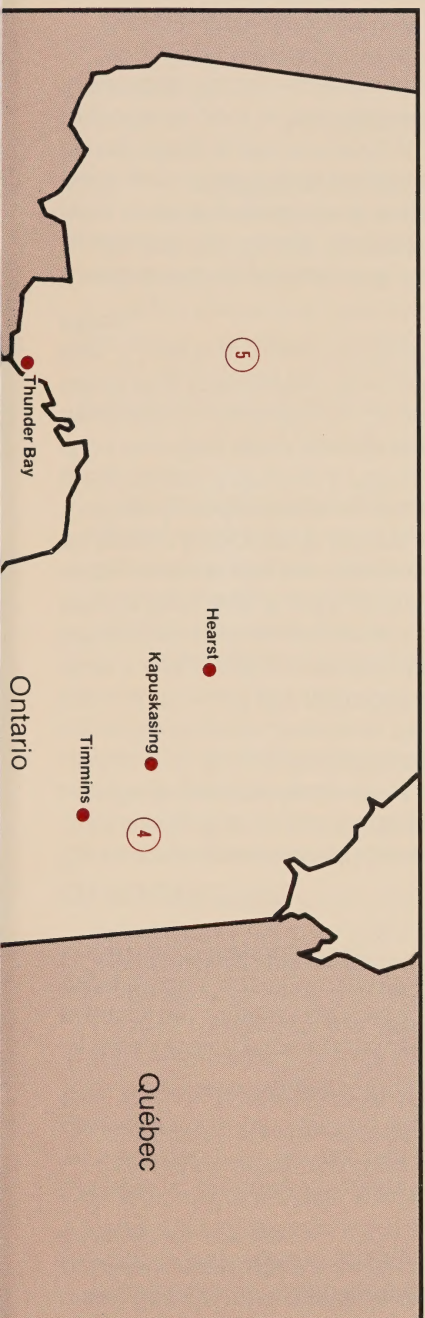 5
Thunder Bay
Hearst
Kapuskasing
Timmins
4
Ontario
Québec